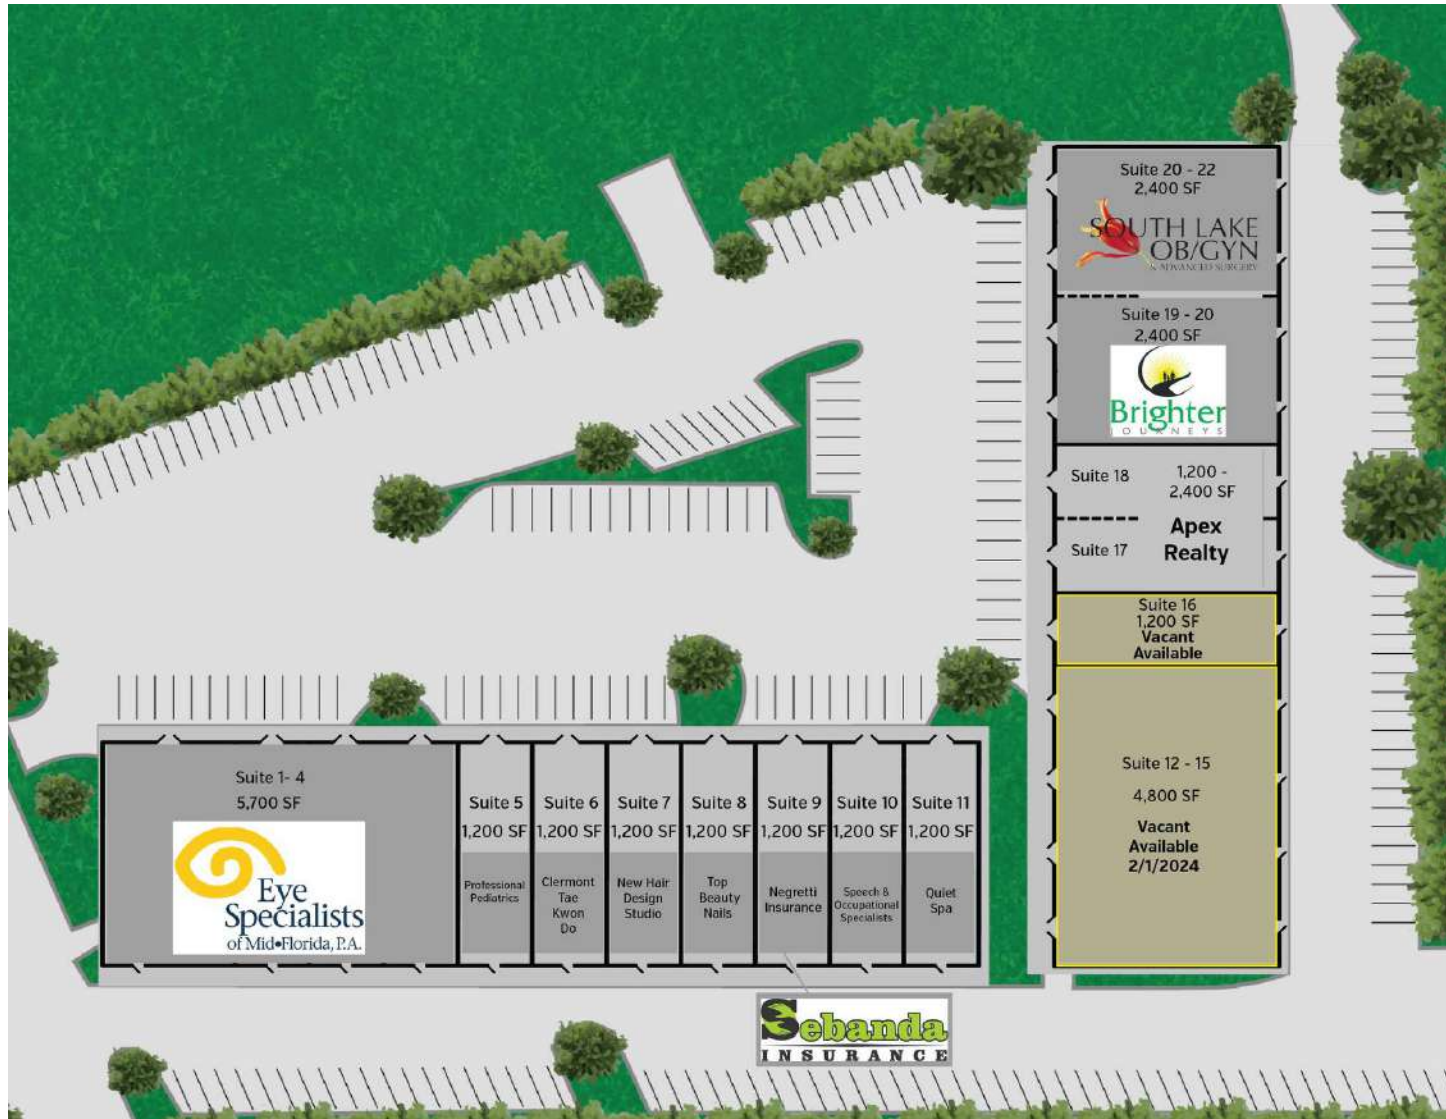 Suite 20 - 22
2,400 SF
SOUTH LAKE
OB/GYN
& ADVANCED SURGERY
Suite 19 - 20
2,400 SF
Brighter
JOURNEYS
Suite 18
1,200 -
2,400 SF
Apex
Realty
Suite 17
Suite 16
1,200 SF
Vacant
Available
Suite 12 - 15
4,800 SF
Vacant
Available
2/1/2024
Suite 1- 4
5,700 SF
Eye
Specialists
of Mid•Florida, P.A.
Suite 5
1,200 SF
Professional
Pediatrics
Suite 6
1,200 SF
Clermont
Tae
Kwon
Do
Suite 7
1,200 SF
New Hair
Design
Studio
Suite 8
1,200 SF
Top
Beauty
Nails
Suite 9
1,200 SF
Negretti
Insurance
Suite 10
1,200 SF
Speech &
Occupational
Specialists
Suite 11
1,200 SF
Quiet
Spa
Sebanda
INSURANCE